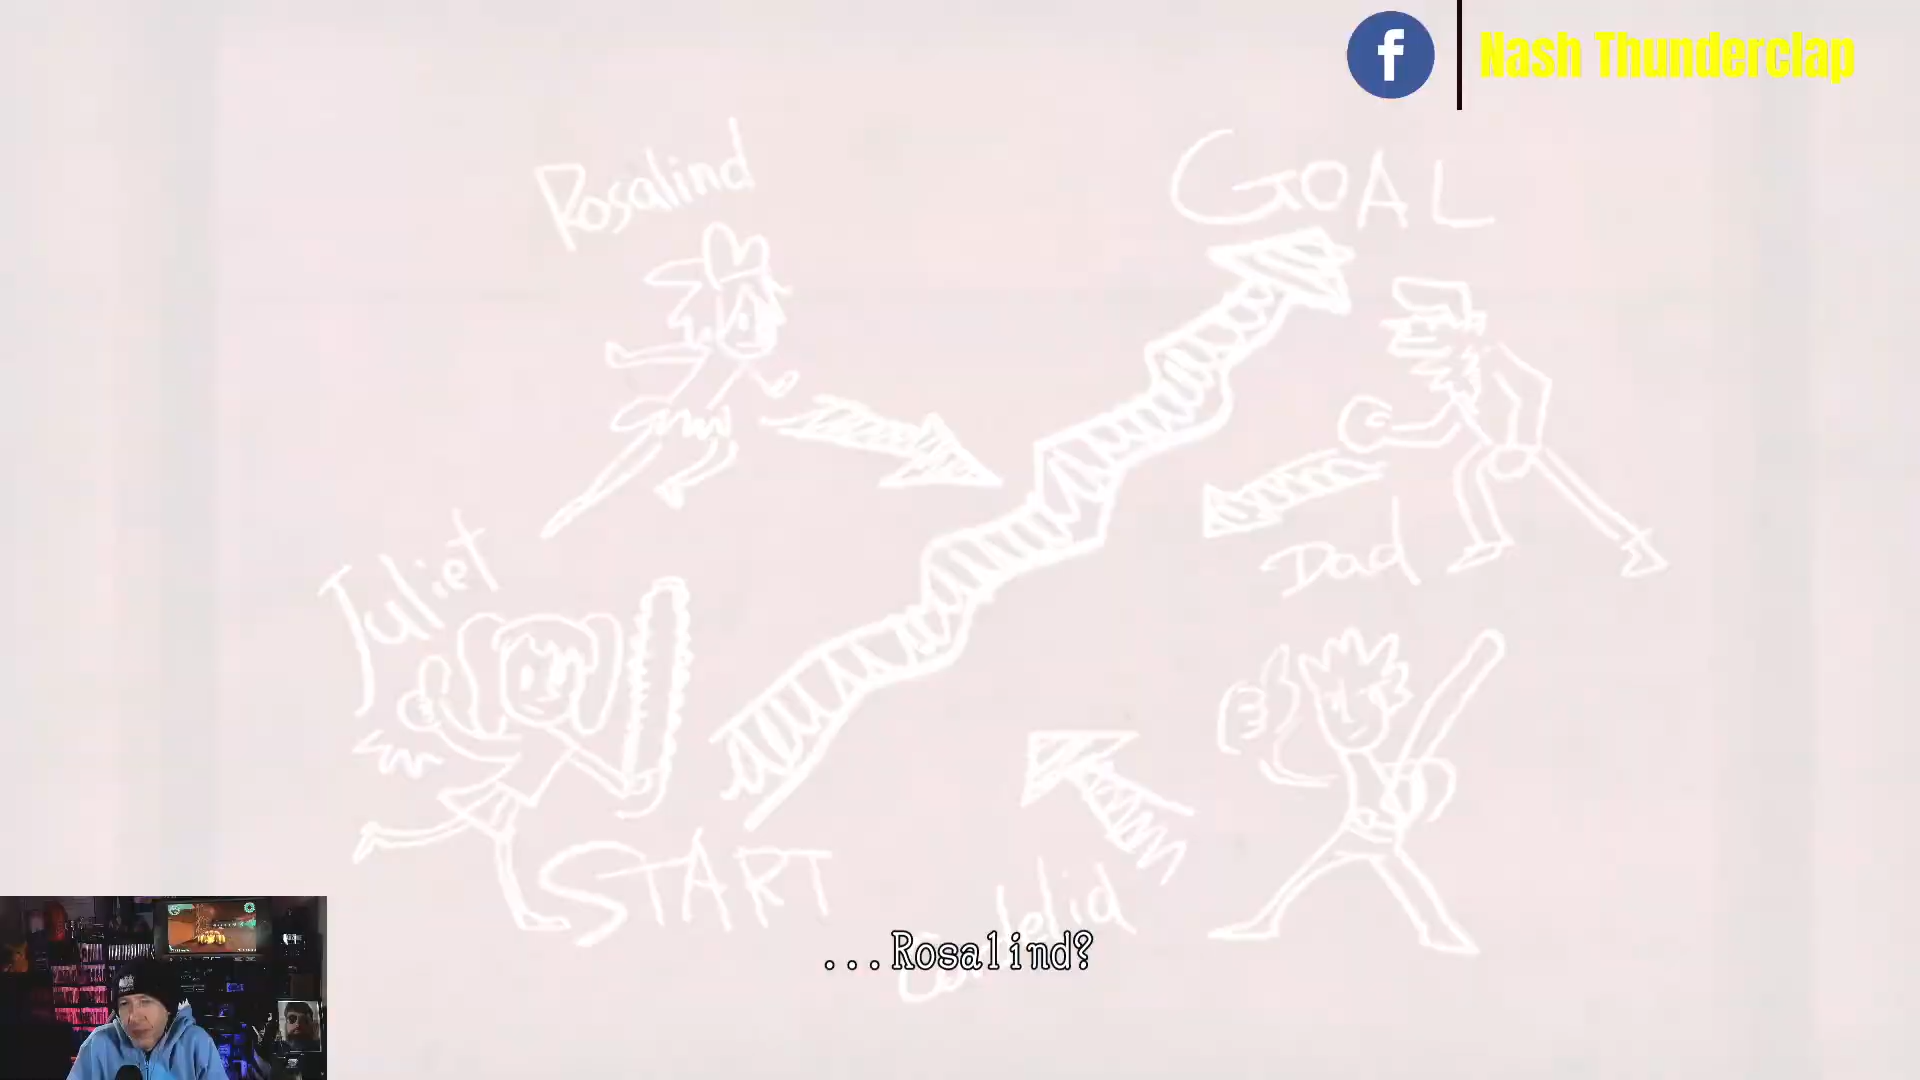 f
Nash Thunderclap
Rosalind
GOAL
Juliet
Dad
START
Cordelia
...Rosalind?